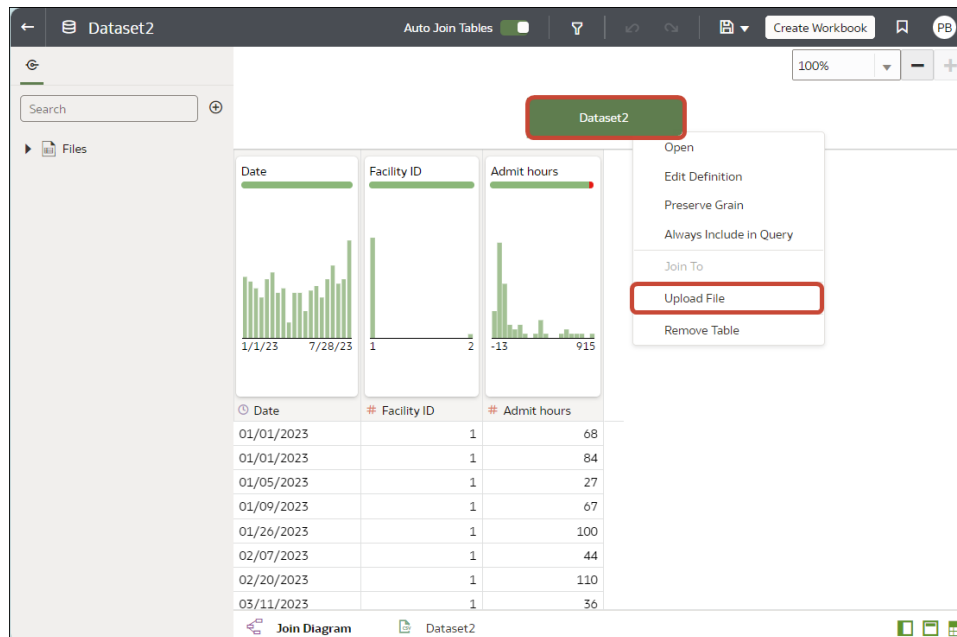 Dataset2
Auto Join Tables
Create Workbook
PB
100%
Search
Files
Dataset2
Open
Edit Definition
Preserve Grain
Always Include in Query
Join To
Upload File
Remove Table
Date Facility ID Admit hours
1/1/23 7/28/23 1 2 -13 915
Date # Facility ID # Admit hours
01/01/2023 1 68
01/01/2023 1 84
01/05/2023 1 27
01/09/2023 1 67
01/26/2023 1 100
02/07/2023 1 44
02/20/2023 1 110
03/11/2023 1 36
Join Diagram Dataset2